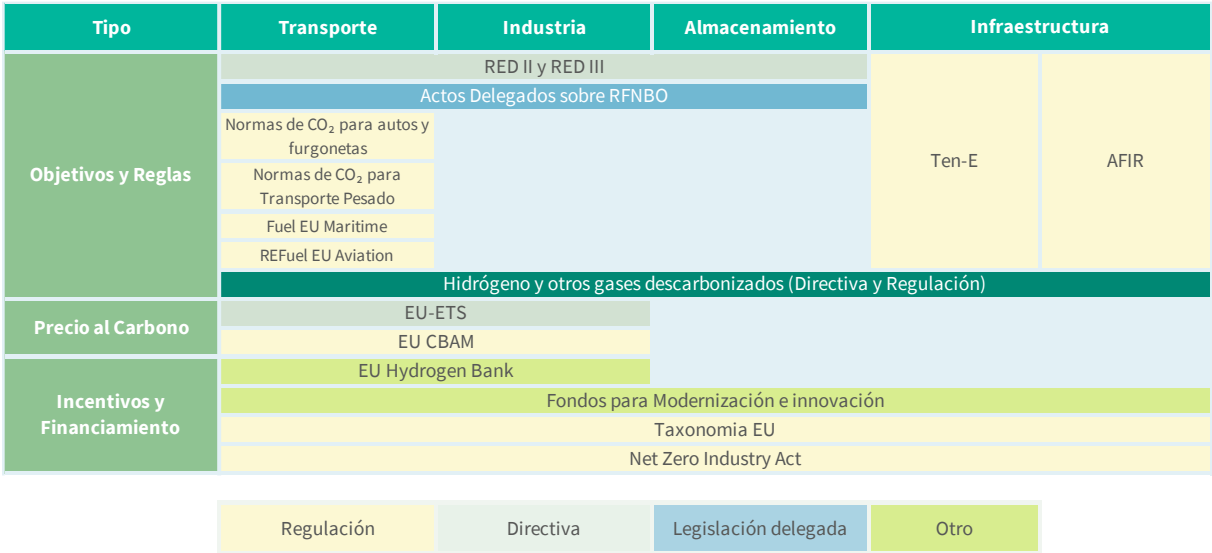 Tipo
Transporte
Industria
Almacenamiento
Infraestructura
Objetivos y Reglas
RED II y RED III
Actos Delegados sobre RFNBO
Normas de CO₂ para autos y
furgonetas
Normas de CO₂ para
Transporte Pesado
Fuel EU Maritime
REFuel EU Aviation
Ten-E
AFIR
Hidrógeno y otros gases descarbonizados (Directiva y Regulación)
Precio al Carbono
EU-ETS
EU CBAM
Incentivos y
Financiamiento
EU Hydrogen Bank
Fondos para Modernización e innovación
Taxonomia EU
Net Zero Industry Act
Regulación
Directiva
Legislación delegada
Otro